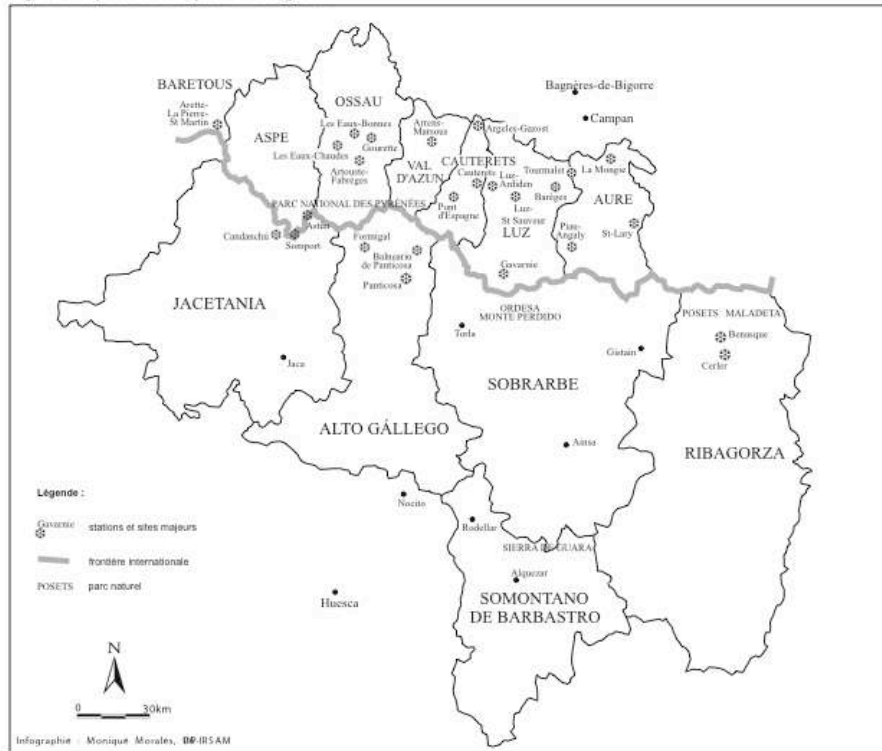 BARETOUS
Arette-
La Pierre-
St Martin
ASPE
OSSAU
Les Eaux-Bonnes
Gourette
Les Eaux-Chaudes
Artouste-
Fabrèges
Arrens-
Marsous
VAL
D'AZUN
Argeles-Gazost
CAUTERETS
Cauterets
Pont
d'Espagne
Luz-
Ardiden
Luz-
St Sauveur
LUZ
Tourmalet
Barèges
Gavarnie
Bagnères-de-Bigorre
Campan
La Mongie
AURE
St-Lary
Piau-
Engaly
PARC NATIONAL DES PYRÉNÉES
Astun
Candanchú
Somport
Formigal
Balneario
de Panticosa
Panticosa
JACETANIA
Jaca
ALTO GÁLLEGO
ORDESA
MONTE PERDIDO
Torla
Gistain
SOBRARBE
Ainsa
POSETS MALADETA
Benasque
Cerler
RIBAGORZA
Nocito
Rodellar
SIERRA DE GUARA
Alquezar
SOMONTANO
DE BARBASTRO
Huesca
Légende :
Gavarnie
stations et sites majeurs
frontière internationale
POSETS parc naturel
N
0 30km
Infographie - Monique Morales, IRSAM